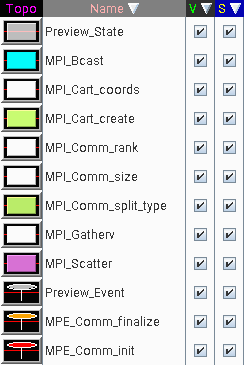 Topo Name V S
Preview_State
MPI_Bcast
MPI_Cart_coords
MPI_Cart_create
MPI_Comm_rank
MPI_Comm_size
MPI_Comm_split_type
MPI_Gatherv
MPI_Scatter
Preview_Event
MPE_Comm_finalize
MPE_Comm_init